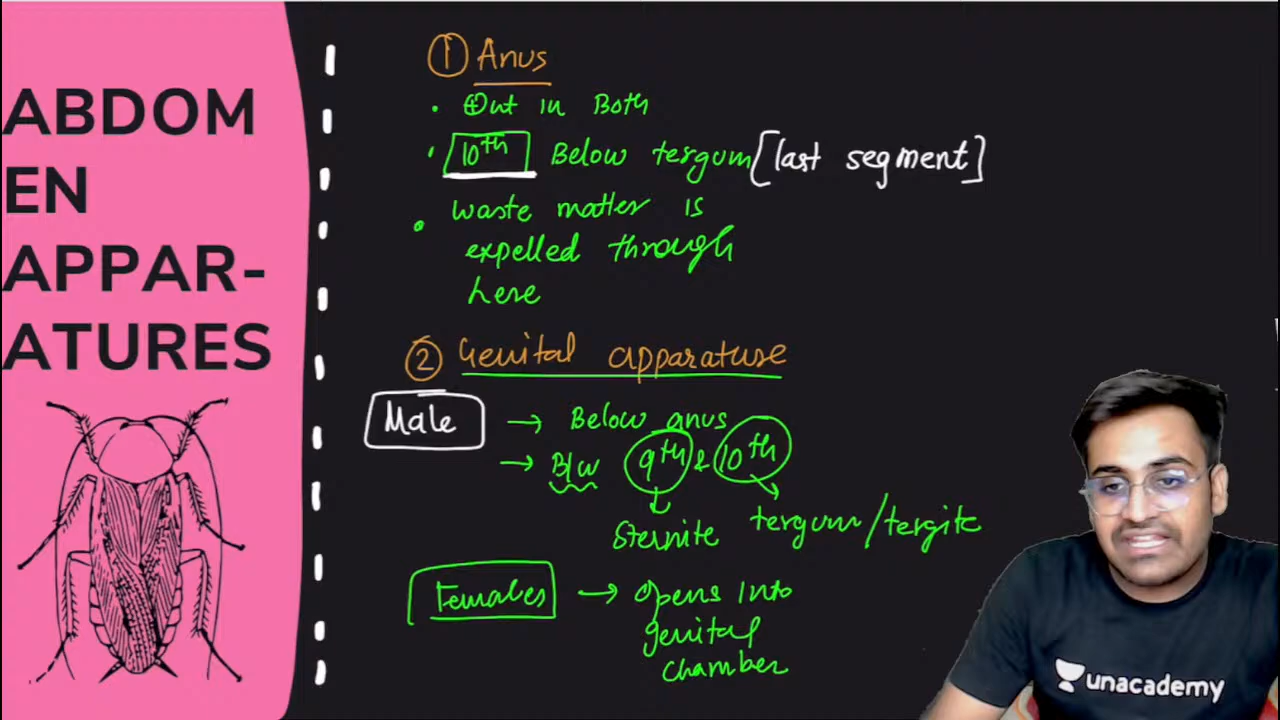 ABDOM
EN
APPAR-
ATURES
① Anus
• Out in Both
• 10th Below tergum [last segment]
• waste matter is
expelled through
here
② Genital apparature
Male → Below anus
→ B/w 9th & 10th
Sternite tergum/tergite
Females → opens into
genital
chamber
unacademy